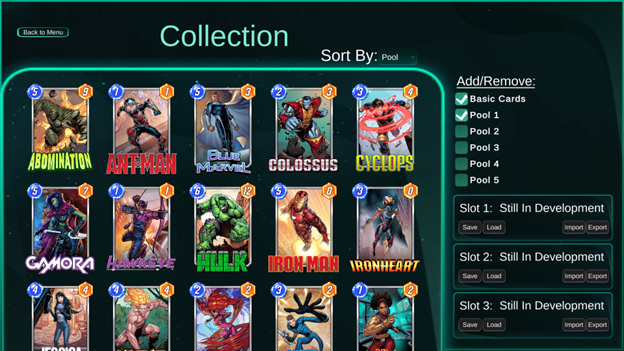 Back to Menu
Collection
Sort By: Pool
5 9 1 1 5 3 2 3 3 4
ABOMINATION ANT-MAN BLUE MARVEL COLOSSUS CYCLOPS
5 7 1 1 6 12 5 0 3 0
GAMORA HAWKEYE HULK IRON-MAN IRONHEART
4 4 2 3 2 1 2
JESSICA
Add/Remove:
Basic Cards
Pool 1
Pool 2
Pool 3
Pool 4
Pool 5
Slot 1: Still In Development
Save Load Import Export
Slot 2: Still In Development
Save Load Import Export
Slot 3: Still In Development
Save Load Import Export